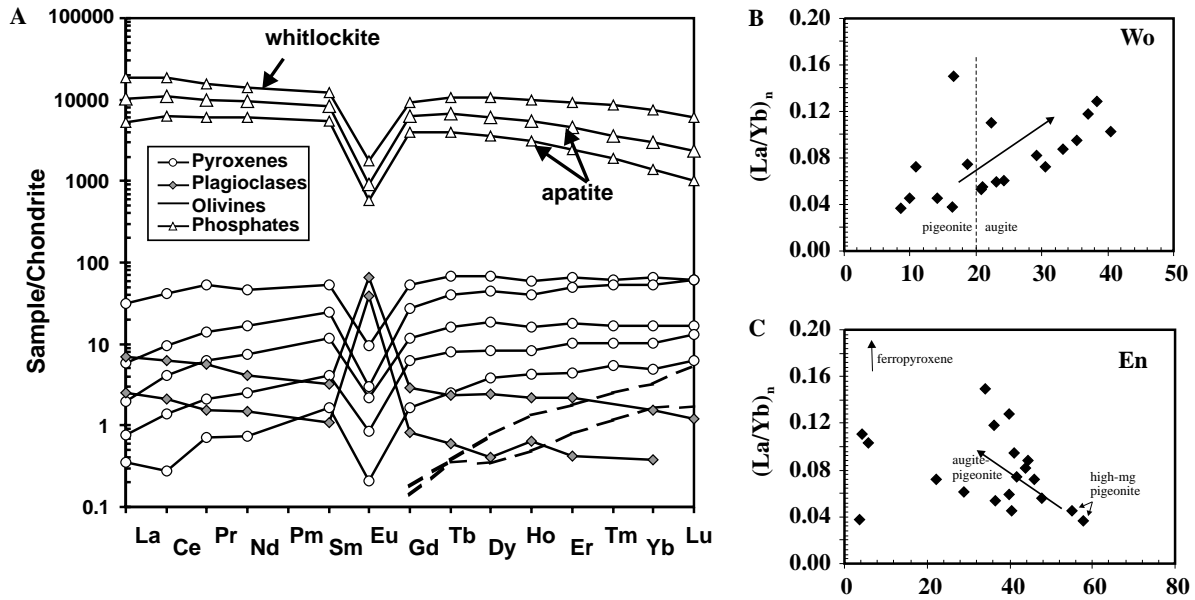 A
Sample/Chondrite
100000
10000
1000
100
10
1
0.1
whitlockite
apatite
Pyroxenes
Plagioclases
Olivines
Phosphates
La Ce Pr Nd Pm Sm Eu Gd Tb Dy Ho Er Tm Yb Lu
B
Wo
(La/Yb)n
0.20
0.16
0.12
0.08
0.04
0.00
pigeonite augite
0 10 20 30 40 50
C
En
(La/Yb)n
0.20
0.16
0.12
0.08
0.04
0.00
ferropyroxene
augite-
pigeonite
high-mg
pigeonite
0 20 40 60 80